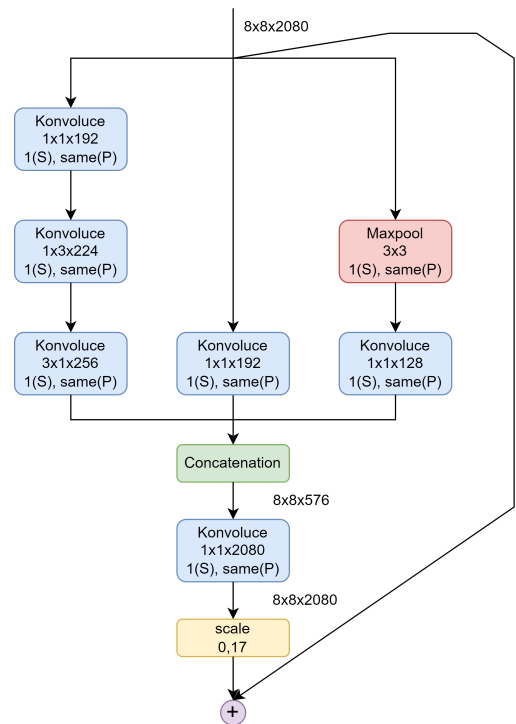 8x8x2080
Konvoluce
1x1x192
1(S), same(P)
Konvoluce
1x3x224
1(S), same(P)
Maxpool
3x3
1(S), same(P)
Konvoluce
3x1x256
1(S), same(P)
Konvoluce
1x1x192
1(S), same(P)
Konvoluce
1x1x128
1(S), same(P)
Concatenation
8x8x576
Konvoluce
1x1x2080
1(S), same(P)
8x8x2080
scale
0,17
+